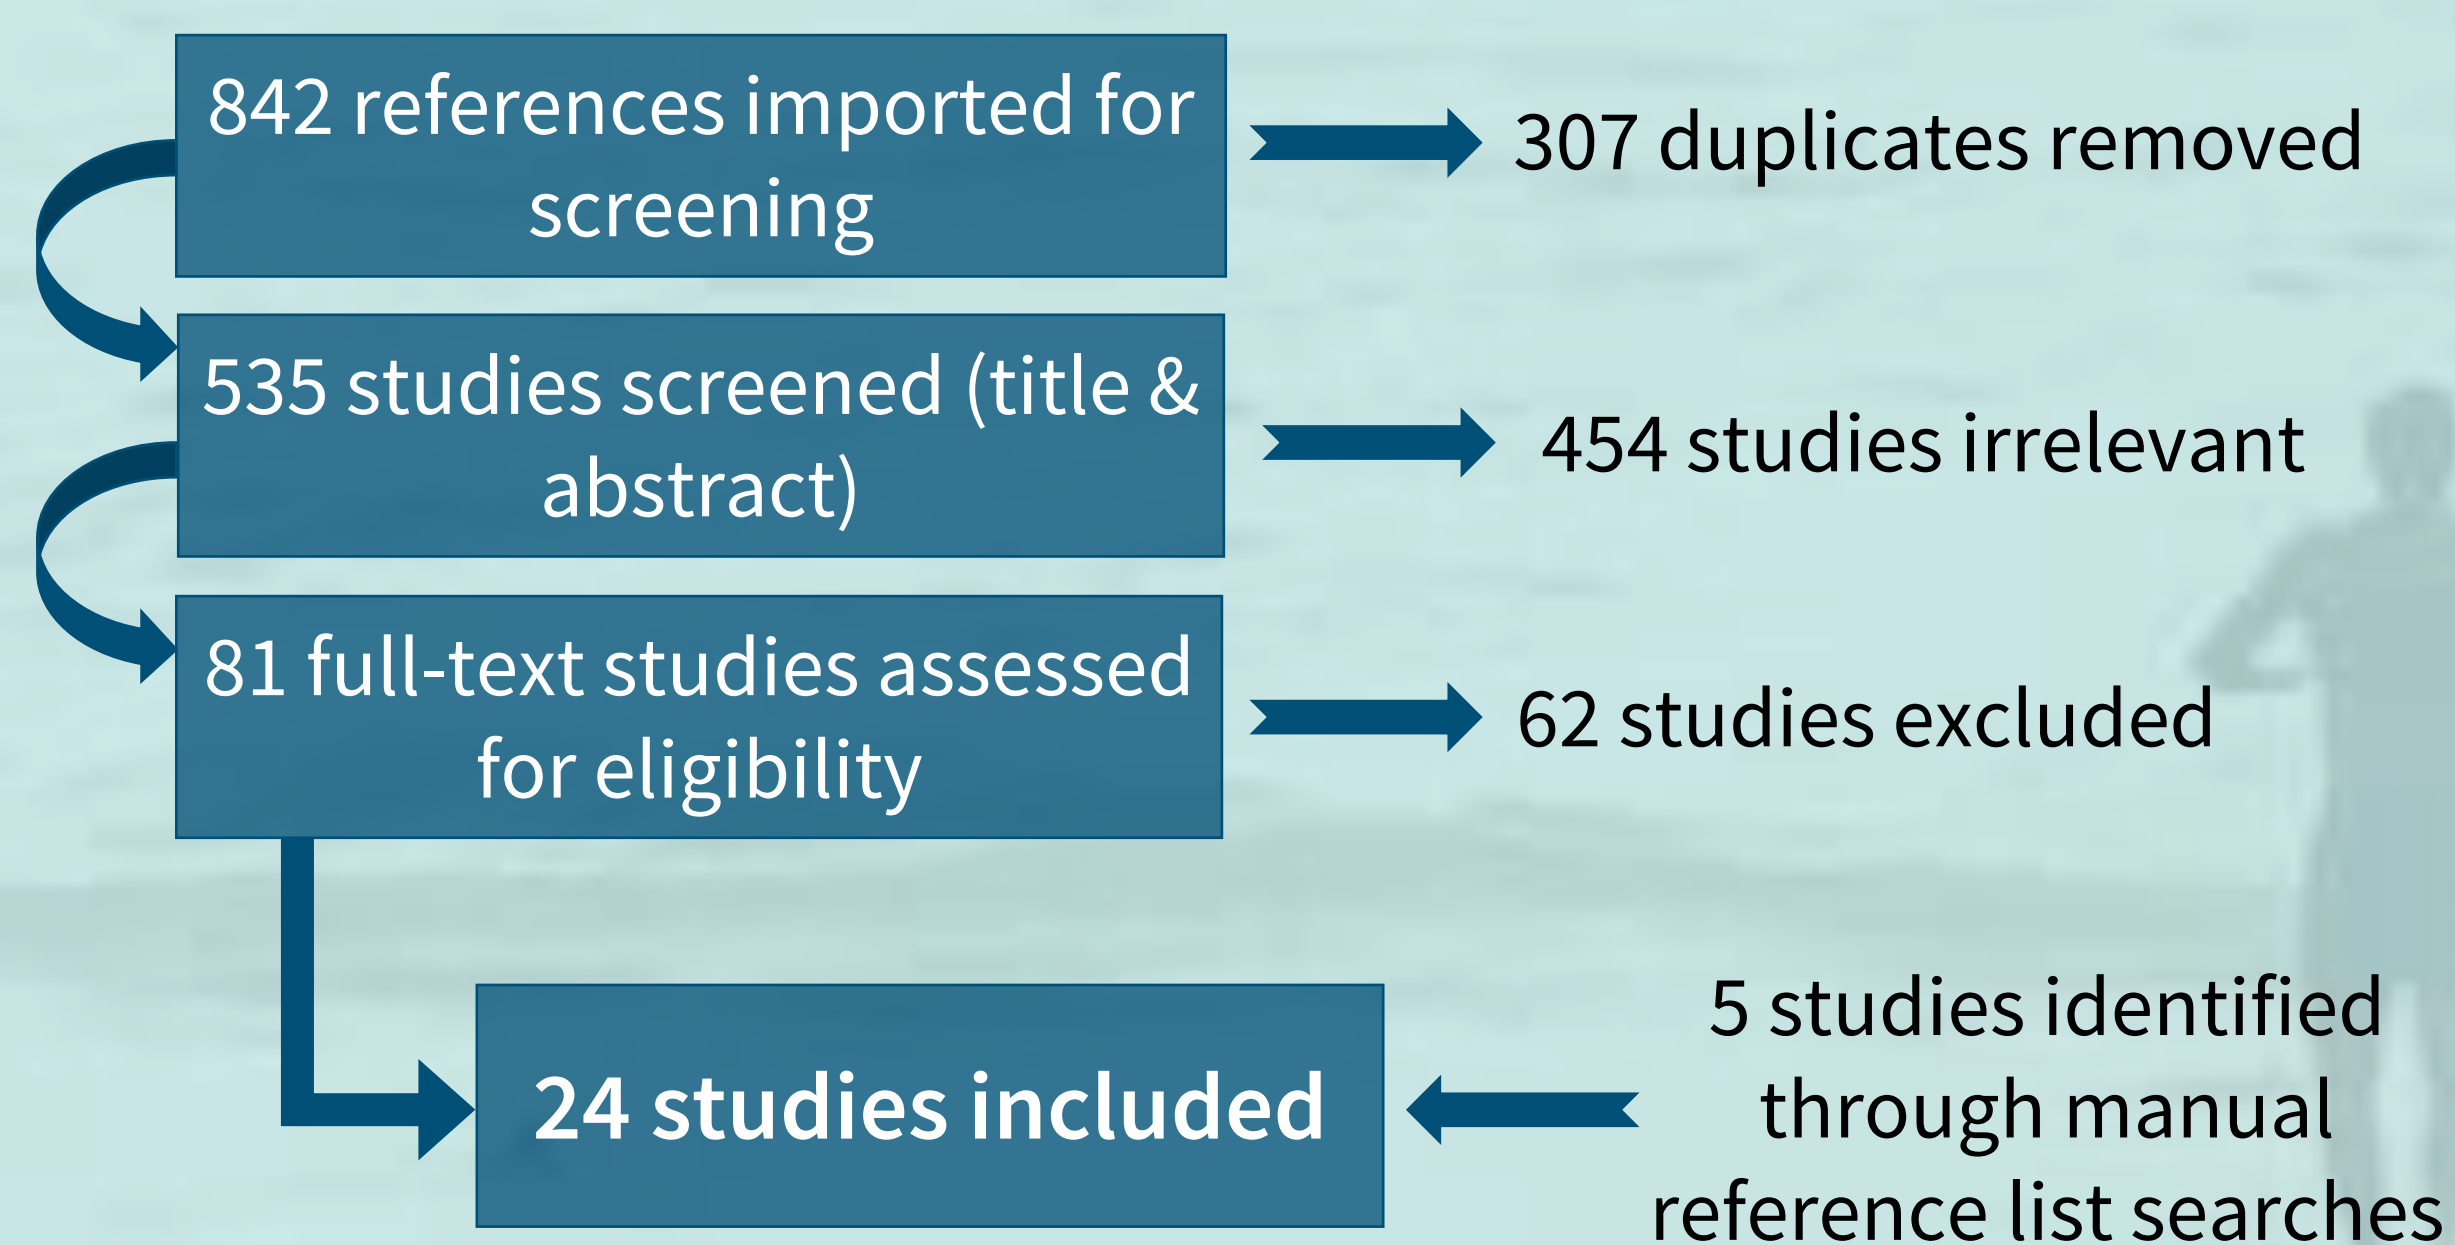 842 references imported for
screening
307 duplicates removed
535 studies screened (title &
abstract)
454 studies irrelevant
81 full-text studies assessed
for eligibility
62 studies excluded
24 studies included
5 studies identified
through manual
reference list searches